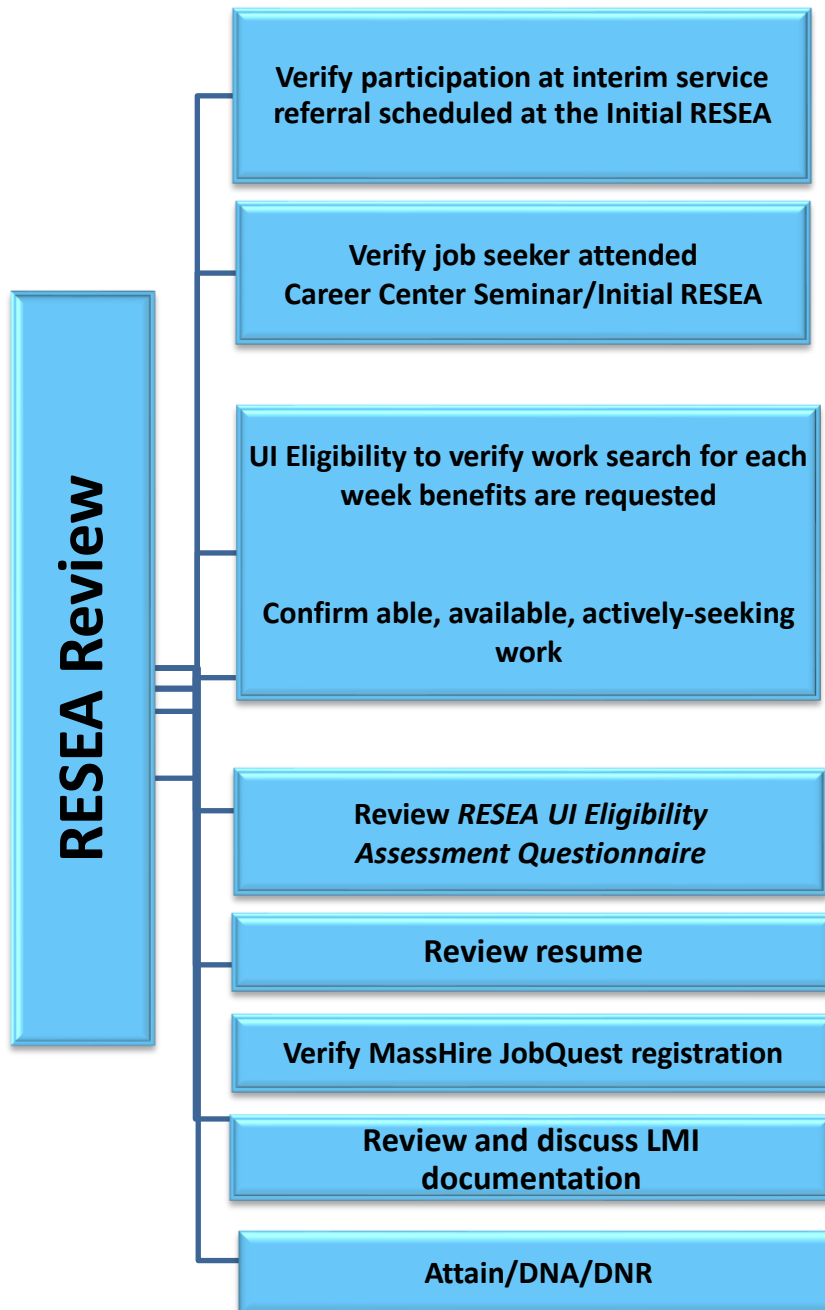 RESEA Review
Verify participation at interim service
referral scheduled at the Initial RESEA
Verify job seeker attended
Career Center Seminar/Initial RESEA
UI Eligibility to verify work search for each
week benefits are requested
Confirm able, available, actively-seeking
work
Review RESEA UI Eligibility
Assessment Questionnaire
Review resume
Verify MassHire JobQuest registration
Review and discuss LMI
documentation
Attain/DNA/DNR